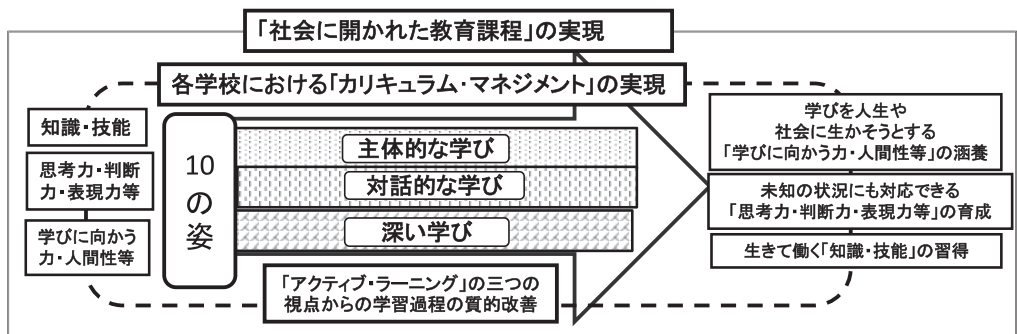 「社会に開かれた教育課程」の実現
各学校における「カリキュラム・マネジメント」の実現
知識・技能
思考力・判断
力・表現力等
学びに向かう
力・人間性等
10
の
姿
主体的な学び
対話的な学び
深い学び
「アクティブ・ラーニング」の三つの
視点からの学習過程の質的改善
学びを人生や
社会に生かそうとする
「学びに向かう力・人間性等」の涵養
未知の状況にも対応できる
「思考力・判断力・表現力等」の育成
生きて働く「知識・技能」の習得